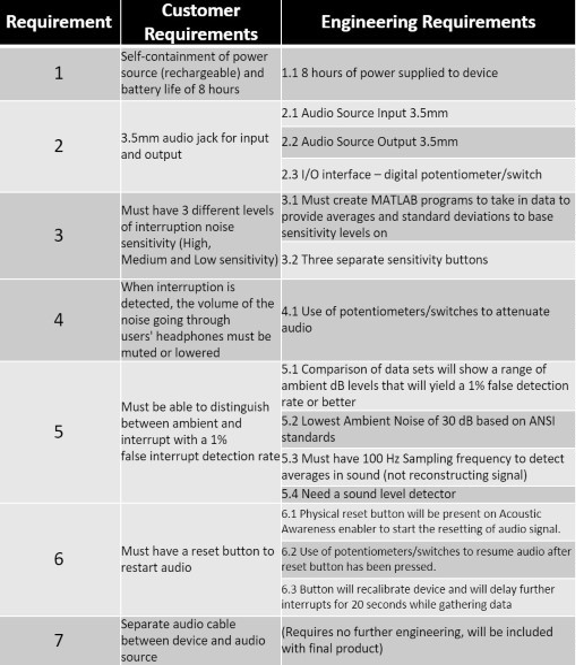 Requirement
Customer
Requirements
Engineering Requirements
1
Self-containment of power
source (rechargeable) and
battery life of 8 hours
1.1 8 hours of power supplied to device
2
3.5mm audio jack for input
and output
2.1 Audio Source Input 3.5mm
2.2 Audio Source Output 3.5mm
2.3 I/O interface – digital potentiometer/switch
3
Must have 3 different levels
of interruption noise
sensitivity (High,
Medium and Low sensitivity)
3.1 Must create MATLAB programs to take in data to
provide averages and standard deviations to base
sensitivity levels on
3.2 Three separate sensitivity buttons
4
When interruption is
detected, the volume of the
noise going through
users' headphones must be
muted or lowered
4.1 Use of potentiometers/switches to attenuate
audio
5
Must be able to distinguish
between ambient and
interrupt with a 1%
false interrupt detection rate
5.1 Comparison of data sets will show a range of
ambient dB levels that will yield a 1% false detection
rate or better
5.2 Lowest Ambient Noise of 30 dB based on ANSI
standards
5.3 Must have 100 Hz Sampling frequency to detect
averages in sound (not reconstructing signal)
5.4 Need a sound level detector
6
Must have a reset button to
restart audio
6.1 Physical reset button will be present on Acoustic
Awareness enabler to start the resetting of audio signal.
6.2 Use of potentiometers/switches to resume audio after
reset button has been pressed.
6.3 Button will recalibrate device and will delay further
interrupts for 20 seconds while gathering data
7
Separate audio cable
between device and audio
source
(Requires no further engineering, will be included
with final product)